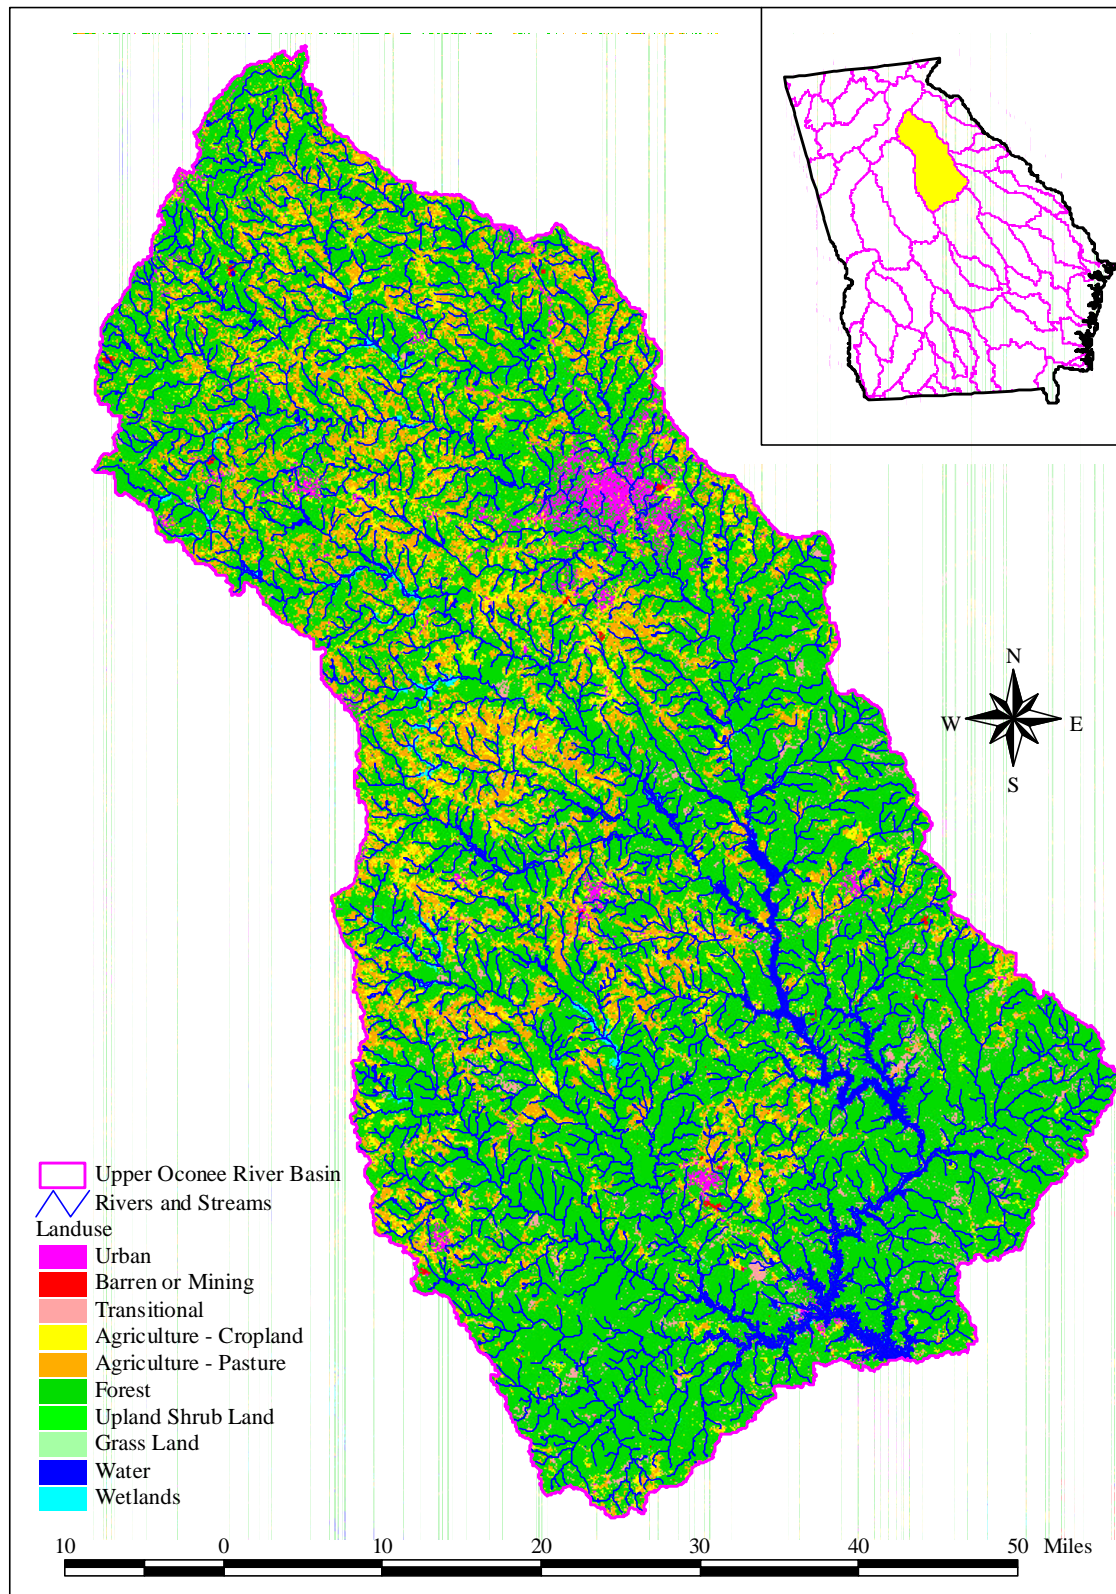 N
W
E
S
Upper Oconee River Basin
Rivers and Streams
Landuse
Urban
Barren or Mining
Transitional
Agriculture - Cropland
Agriculture - Pasture
Forest
Upland Shrub Land
Grass Land
Water
Wetlands
10 0 10 20 30 40 50 Miles